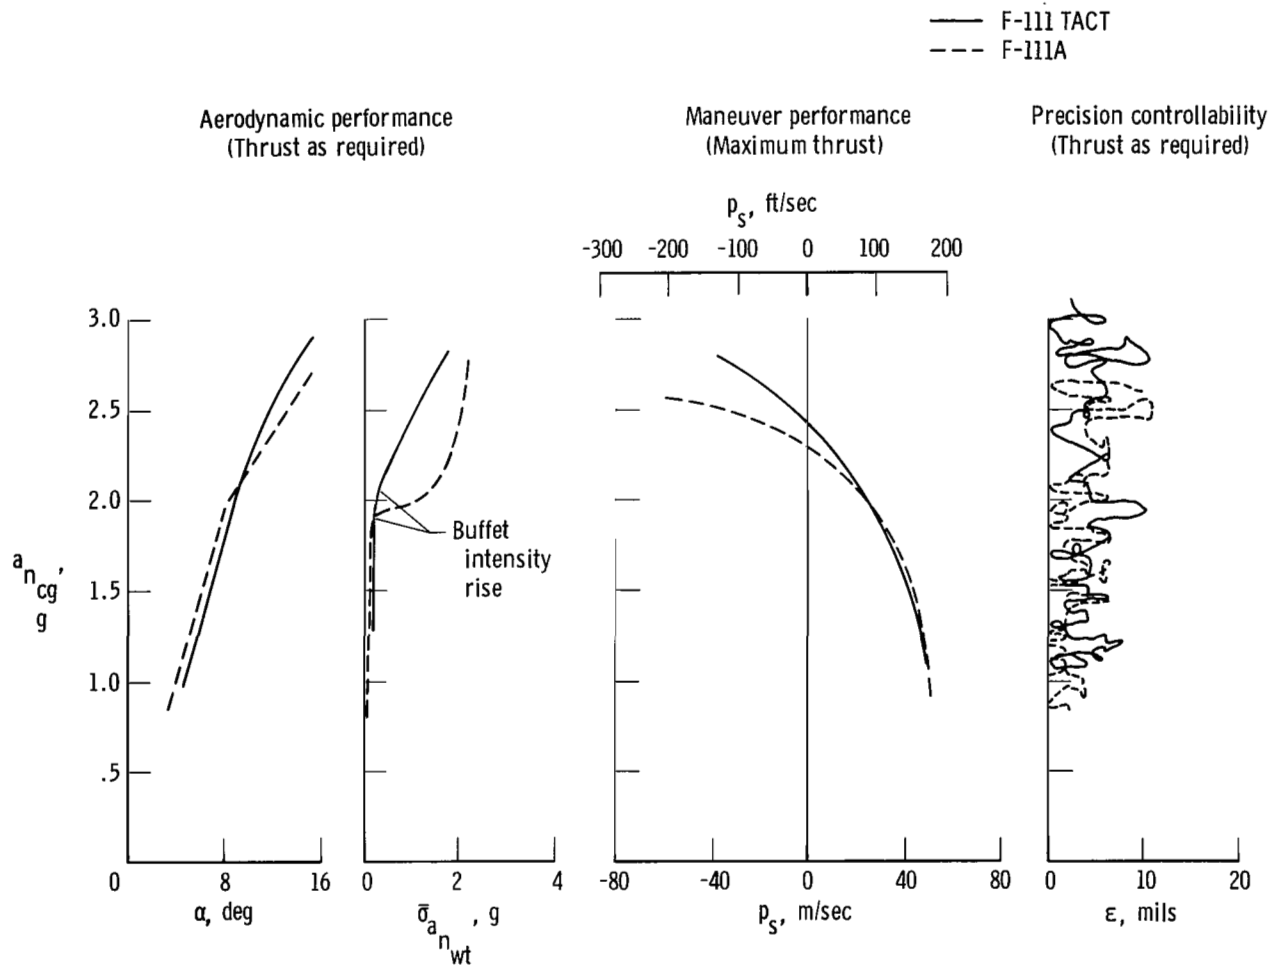 F-111 TACT
F-111A
Aerodynamic performance
(Thrust as required)
Maneuver performance
(Maximum thrust)
Precision controllability
(Thrust as required)
p_s, ft/sec
-300 -200 -100 0 100 200
3.0
2.5
2.0
1.5
1.0
.5
a_n_cg,
g
Buffet
intensity
rise
0 8 16
α, deg
0 2 4
σ̅_a_n_wt, g
-80 -40 0 40 80
p_s, m/sec
0 10 20
ε, mils